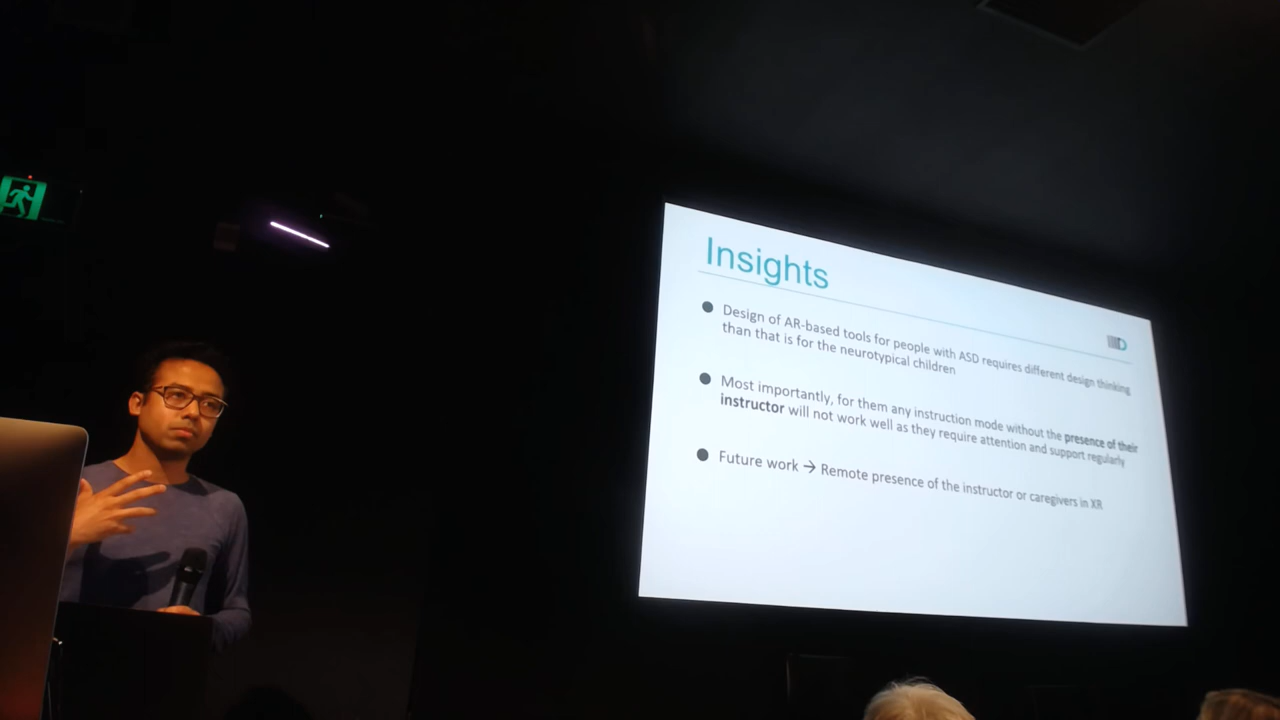 Insights
Design of AR-based tools for people with ASD requires different design thinking
than that is for the neurotypical children
Most importantly, for them any instruction mode without the presence of their
instructor will not work well as they require attention and support regularly
Future work → Remote presence of the instructor or caregivers in XR